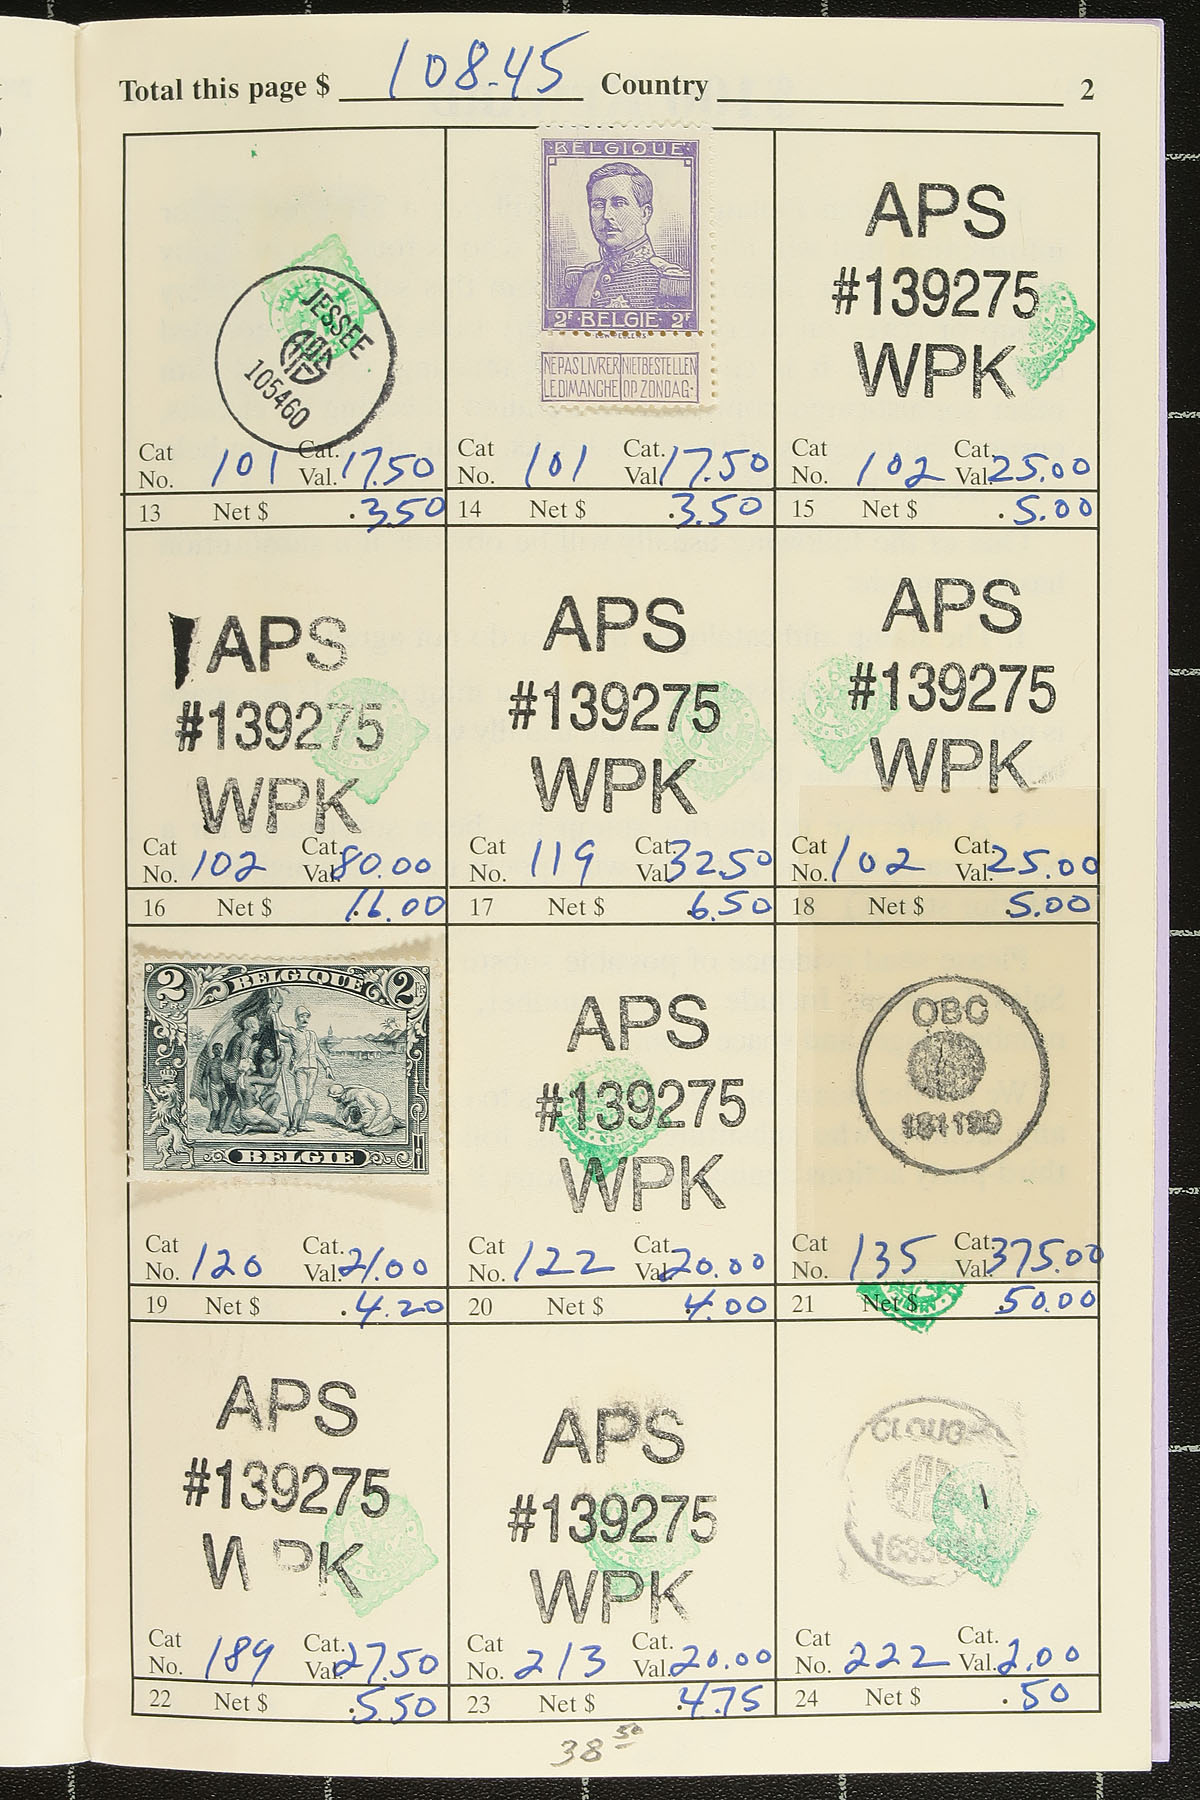 Total this page $ 108.45 Country 2
JESSEE
105460
Cat No. 101 Cat. Val. 17.50
13 Net $ .3.50
BELGIQUE
2F BELGIE 2F
NE PAS LIVRER NIET BESTELLEN
LE DIMANCHE OP ZONDAG
Cat No. 101 Cat. Val. 17.50
14 Net $ .3.50
APS
#139275
WPK
Cat No. 102 Cat. Val. 25.00
15 Net $ .5.00
APS
#139275
WPK
Cat No. 102 Cat. Val. 80.00
16 Net $ 16.00
APS
#139275
WPK
Cat No. 119 Cat. Val. 32.50
17 Net $ 6.50
APS
#139275
WPK
Cat No. 102 Cat. Val. 25.00
18 Net $ 5.00
2 BELGIQUE 2
BELGIE
Cat No. 120 Cat. Val. 21.00
19 Net $ .4.20
APS
#139275
WPK
Cat No. 122 Cat. Val. 20.00
20 Net $ 4.00
OBC
Cat No. 135 Cat. Val. 375.00
21 Net $ 50.00
APS
#139275
W PK
Cat No. 189 Cat. Val. 27.50
22 Net $ .5.50
APS
#139275
WPK
Cat No. 213 Cat. Val. 20.00
23 Net $ .4.75
Cat No. 222 Cat. Val. 2.00
24 Net $ .50
38 50